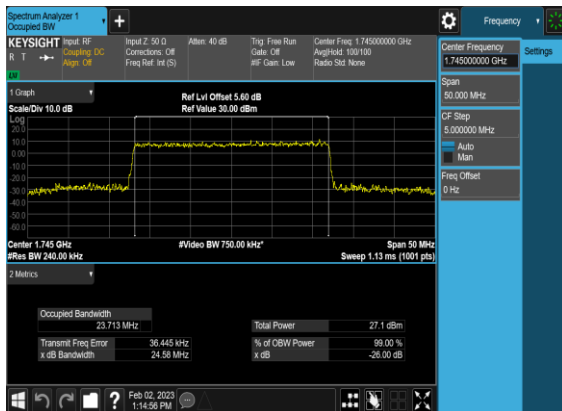 Spectrum Analyzer 1
Occupied BW
Frequency
KEYSIGHT
R T
Input: RF
Coupling: DC
Align: Off
Input Z: 50 Ω
Corrections: Off
Freq Ref: Int (S)
Atten: 40 dB
Trig: Free Run
Gate: Off
#IF Gain: Low
Center Freq: 1.745000000 GHz
Avg|Hold: 100/100
Radio Std: None
Center Frequency
1.745000000 GHz
Settings
Span
50.000 MHz
CF Step
5.000000 MHz
Auto
Man
Freq Offset
0 Hz
1 Graph
Scale/Div 10.0 dB
Ref Lvl Offset 5.60 dB
Ref Value 30.00 dBm
Log
20.0
10.0
0.00
-10.0
-20.0
-30.0
-40.0
-50.0
-60.0
Center 1.745 GHz
#Res BW 240.00 kHz
#Video BW 750.00 kHz*
Span 50 MHz
Sweep 1.13 ms (1001 pts)
2 Metrics
Occupied Bandwidth
23.713 MHz
Total Power 27.1 dBm
Transmit Freq Error 36.445 kHz
% of OBW Power 99.00 %
x dB Bandwidth 24.58 MHz
x dB -26.00 dB
Feb 02, 2023
1:14:56 PM